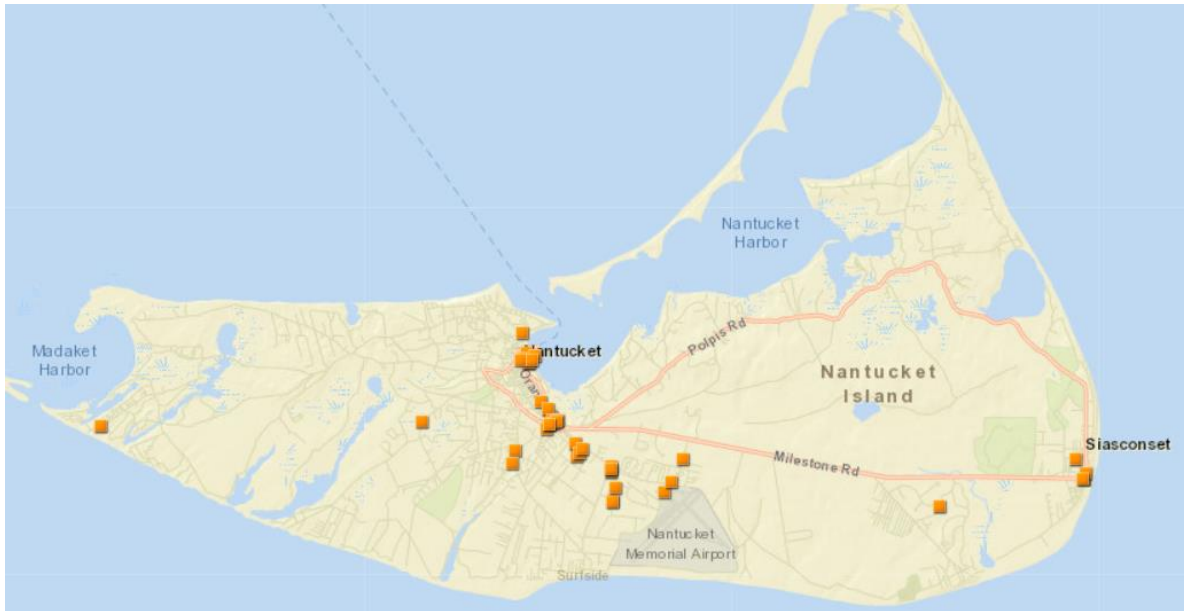 Nantucket
Harbor
Polpis Rd
Madaket
Harbor
Nantucket
Nantucket
Island
Siasconset
Milestone Rd
Nantucket
Memorial Airport
Surfside